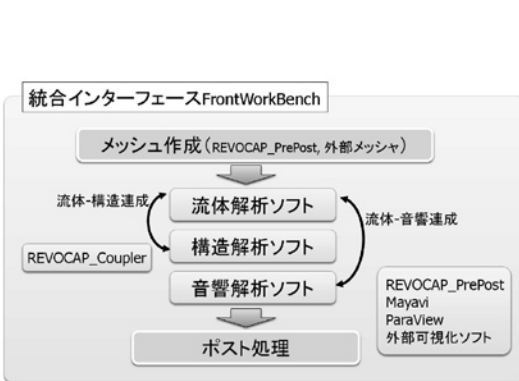 統合インターフェースFrontWorkBench
メッシュ作成(REVOCAP_PrePost, 外部メッシャ)
流体-構造連成
流体解析ソフト
流体-音響連成
構造解析ソフト
REVOCAP_Coupler
音響解析ソフト
REVOCAP_PrePost
Mayavi
ParaView
外部可視化ソフト
ポスト処理